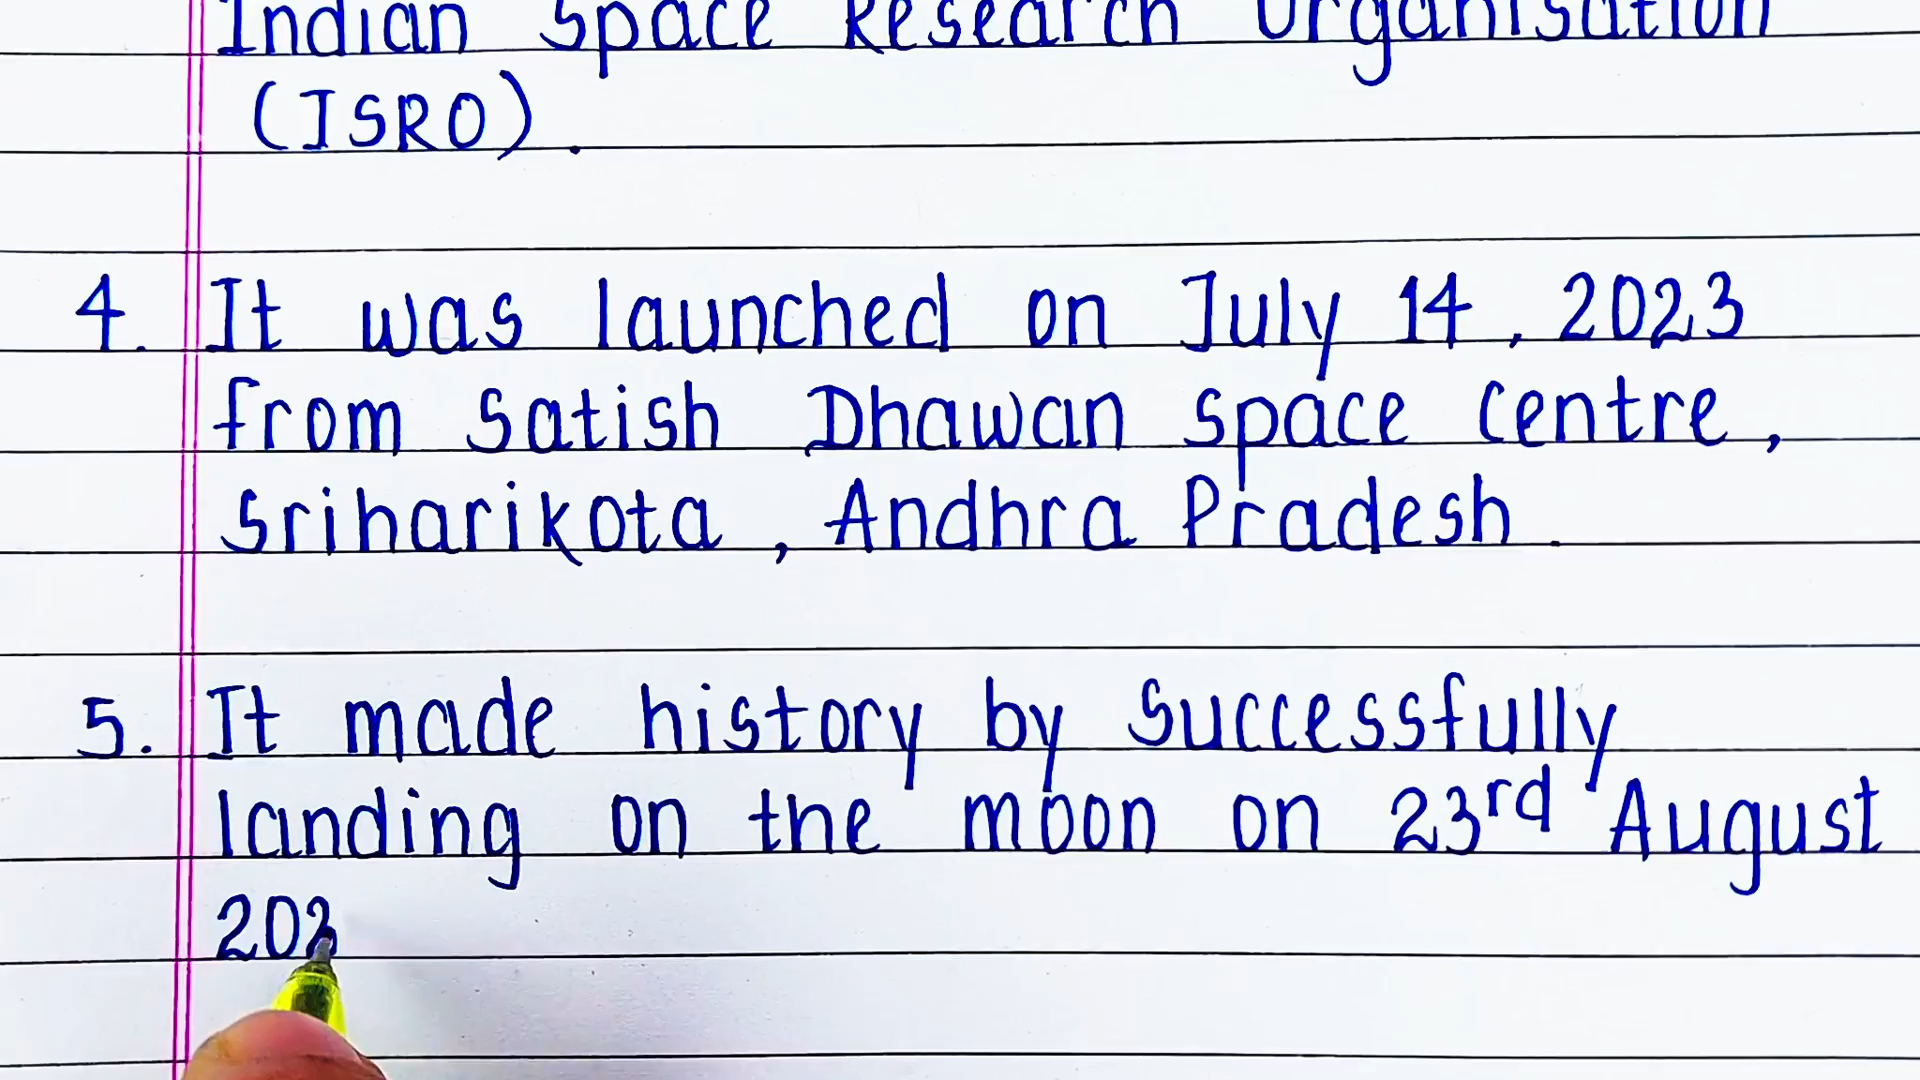 Indian Space Research Organisation
(ISRO).
4. It was launched on July 14, 2023
from Satish Dhawan Space Centre,
Sriharikota, Andhra Pradesh.
5. It made history by successfully
landing on the moon on 23rd August
202